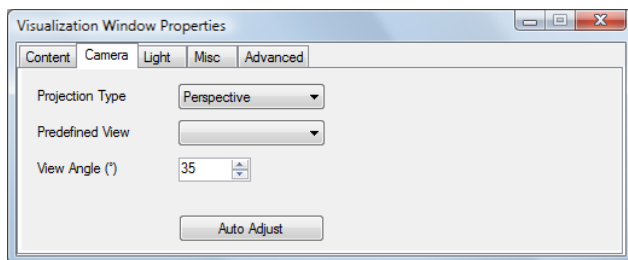 Visualization Window Properties
Content Camera Light Misc Advanced
Projection Type Perspective
Predefined View
View Angle (°) 35
Auto Adjust